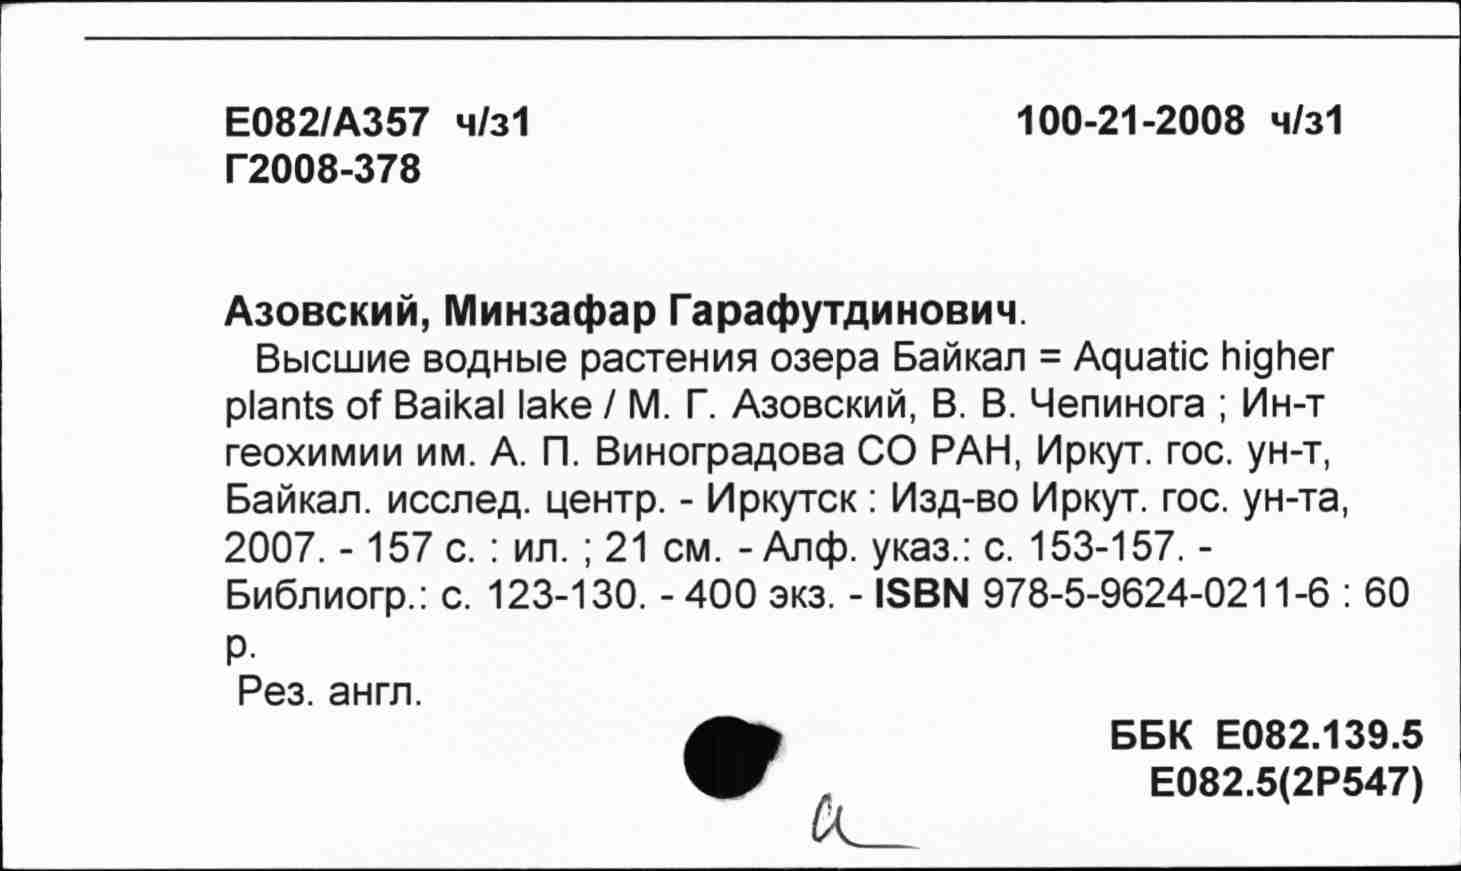 Е082/А357 ч/з1
100-21-2008 ч/з1
Г2008-378
Азовский, Минзафар Гарафутдинович.
Высшие водные растения озера Байкал = Aquatic higher
plants of Baikal lake / М. Г. Азовский, В. В. Чепинога ; Ин-т
геохимии им. А. П. Виноградова СО РАН, Иркут. гос. ун-т,
Байкал. исслед. центр. - Иркутск : Изд-во Иркут. гос. ун-та,
2007. - 157 с. : ил. ; 21 см. - Алф. указ.: с. 153-157. -
Библиогр.: с. 123-130. - 400 экз. - ISBN 978-5-9624-0211-6 : 60
р.
Рез. англ.
ББК Е082.139.5
Е082.5(2Р547)
а